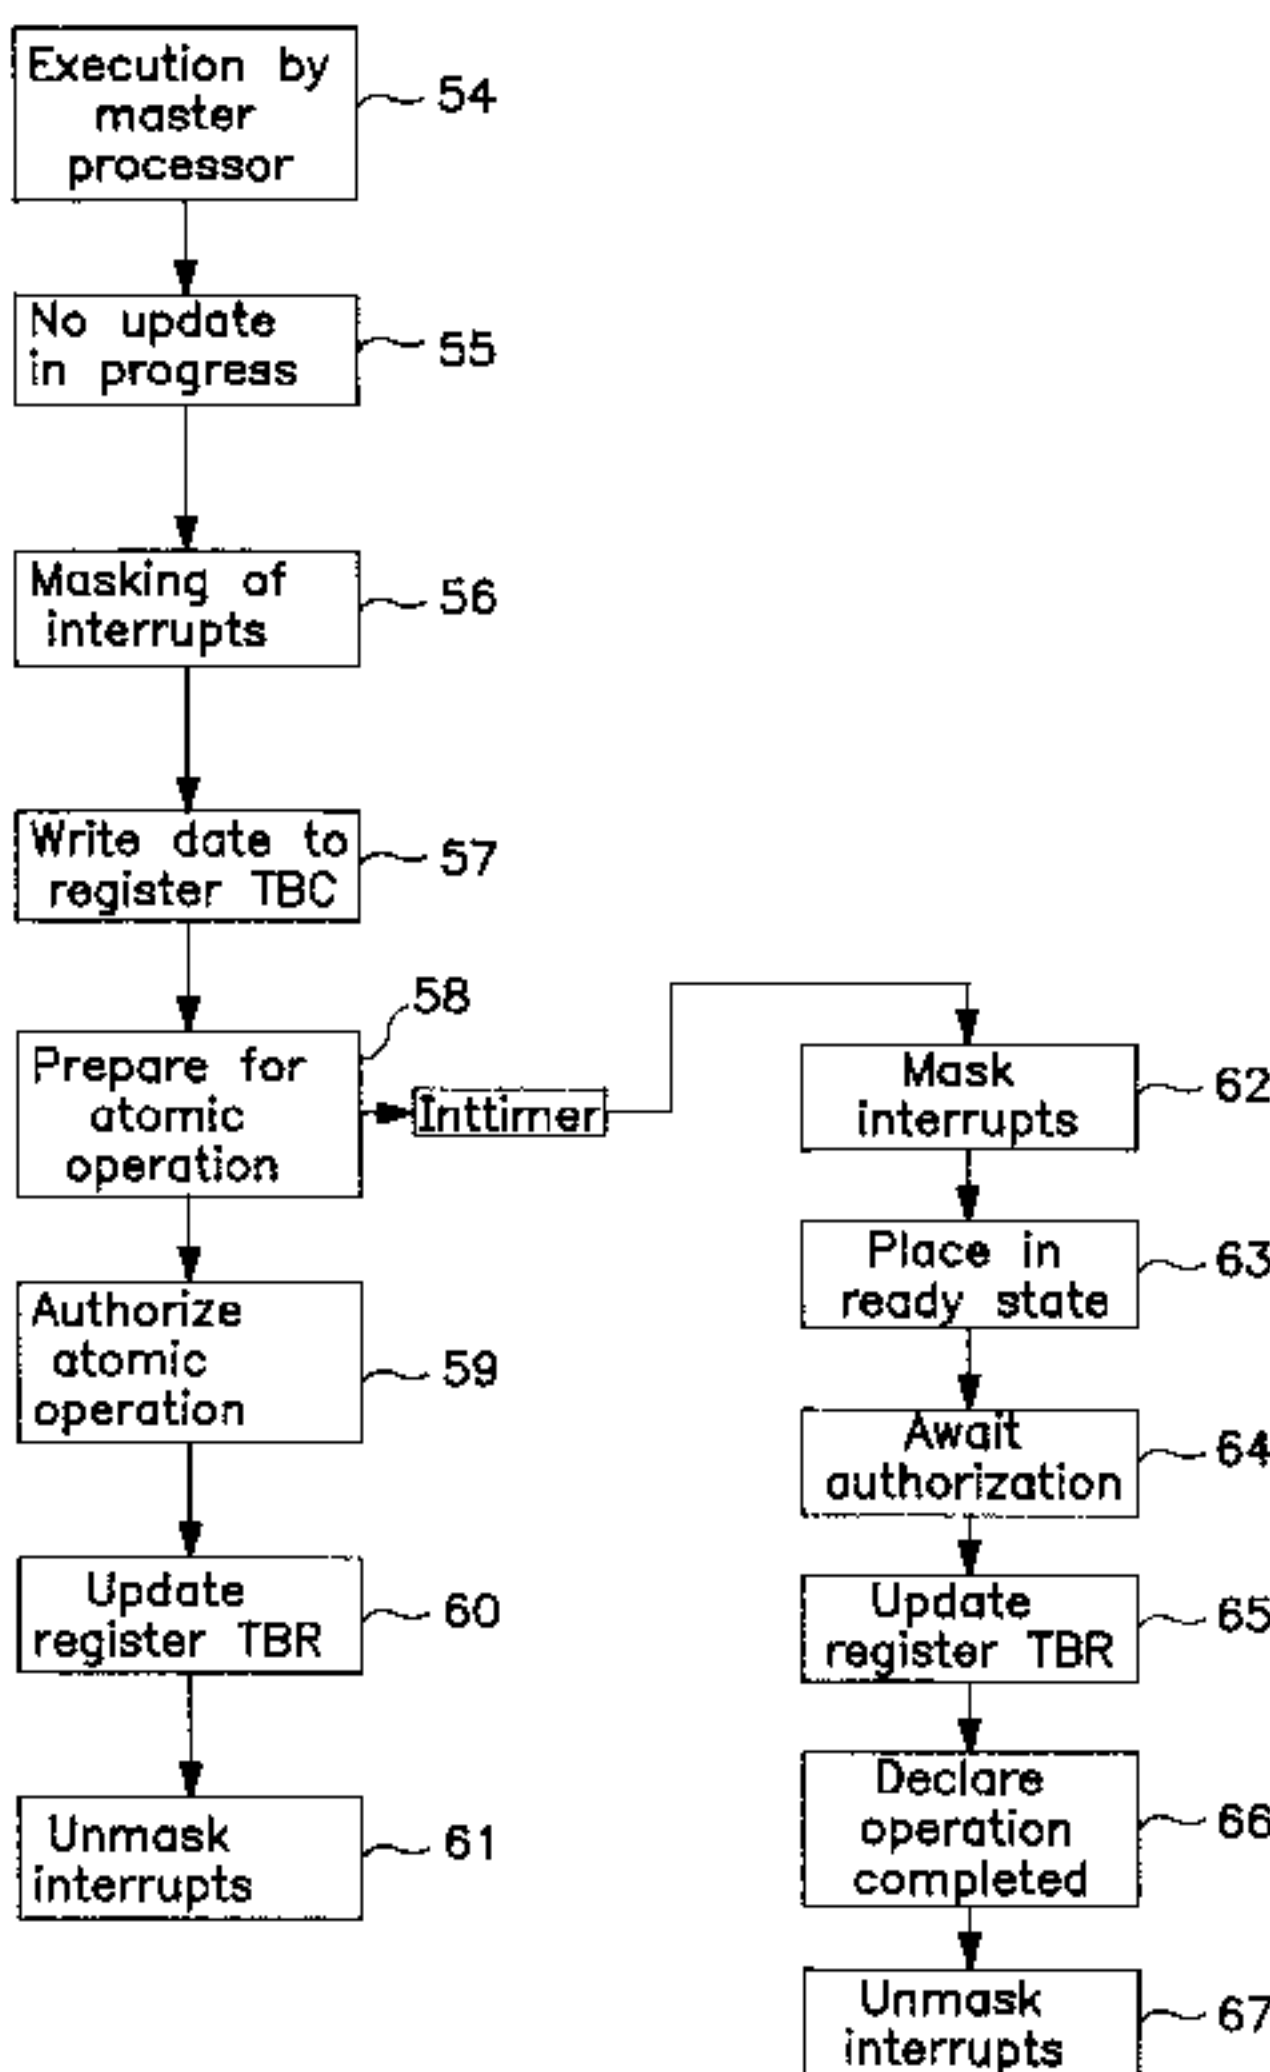 Execution by
master
processor
54
No update
in progress
55
Masking of
interrupts
56
Write date to
register TBC
57
Prepare for
atomic
operation
58
Inttimer
Authorize
atomic
operation
59
Update
register TBR
60
Unmask
interrupts
61
Mask
interrupts
62
Place in
ready state
63
Await
authorization
64
Update
register TBR
65
Declare
operation
completed
66
Unmask
interrupts
67